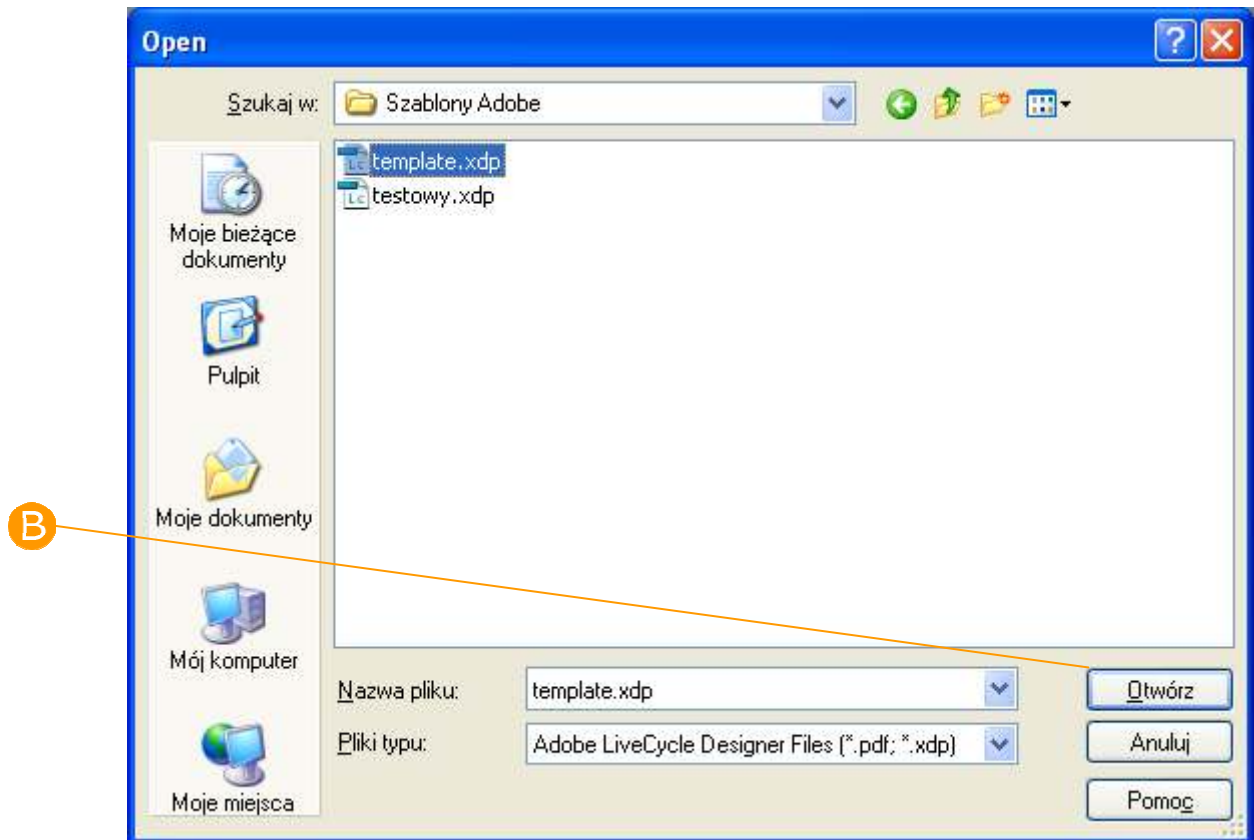 Open
Szukaj w:
Szablony Adobe
template.xdp
testowy.xdp
Moje bieżące
dokumenty
Pulpit
Moje dokumenty
Mój komputer
Moje miejsca
B
Nazwa pliku:
template.xdp
Otwórz
Pliki typu:
Adobe LiveCycle Designer Files (*.pdf; *.xdp)
Anuluj
Pomoc